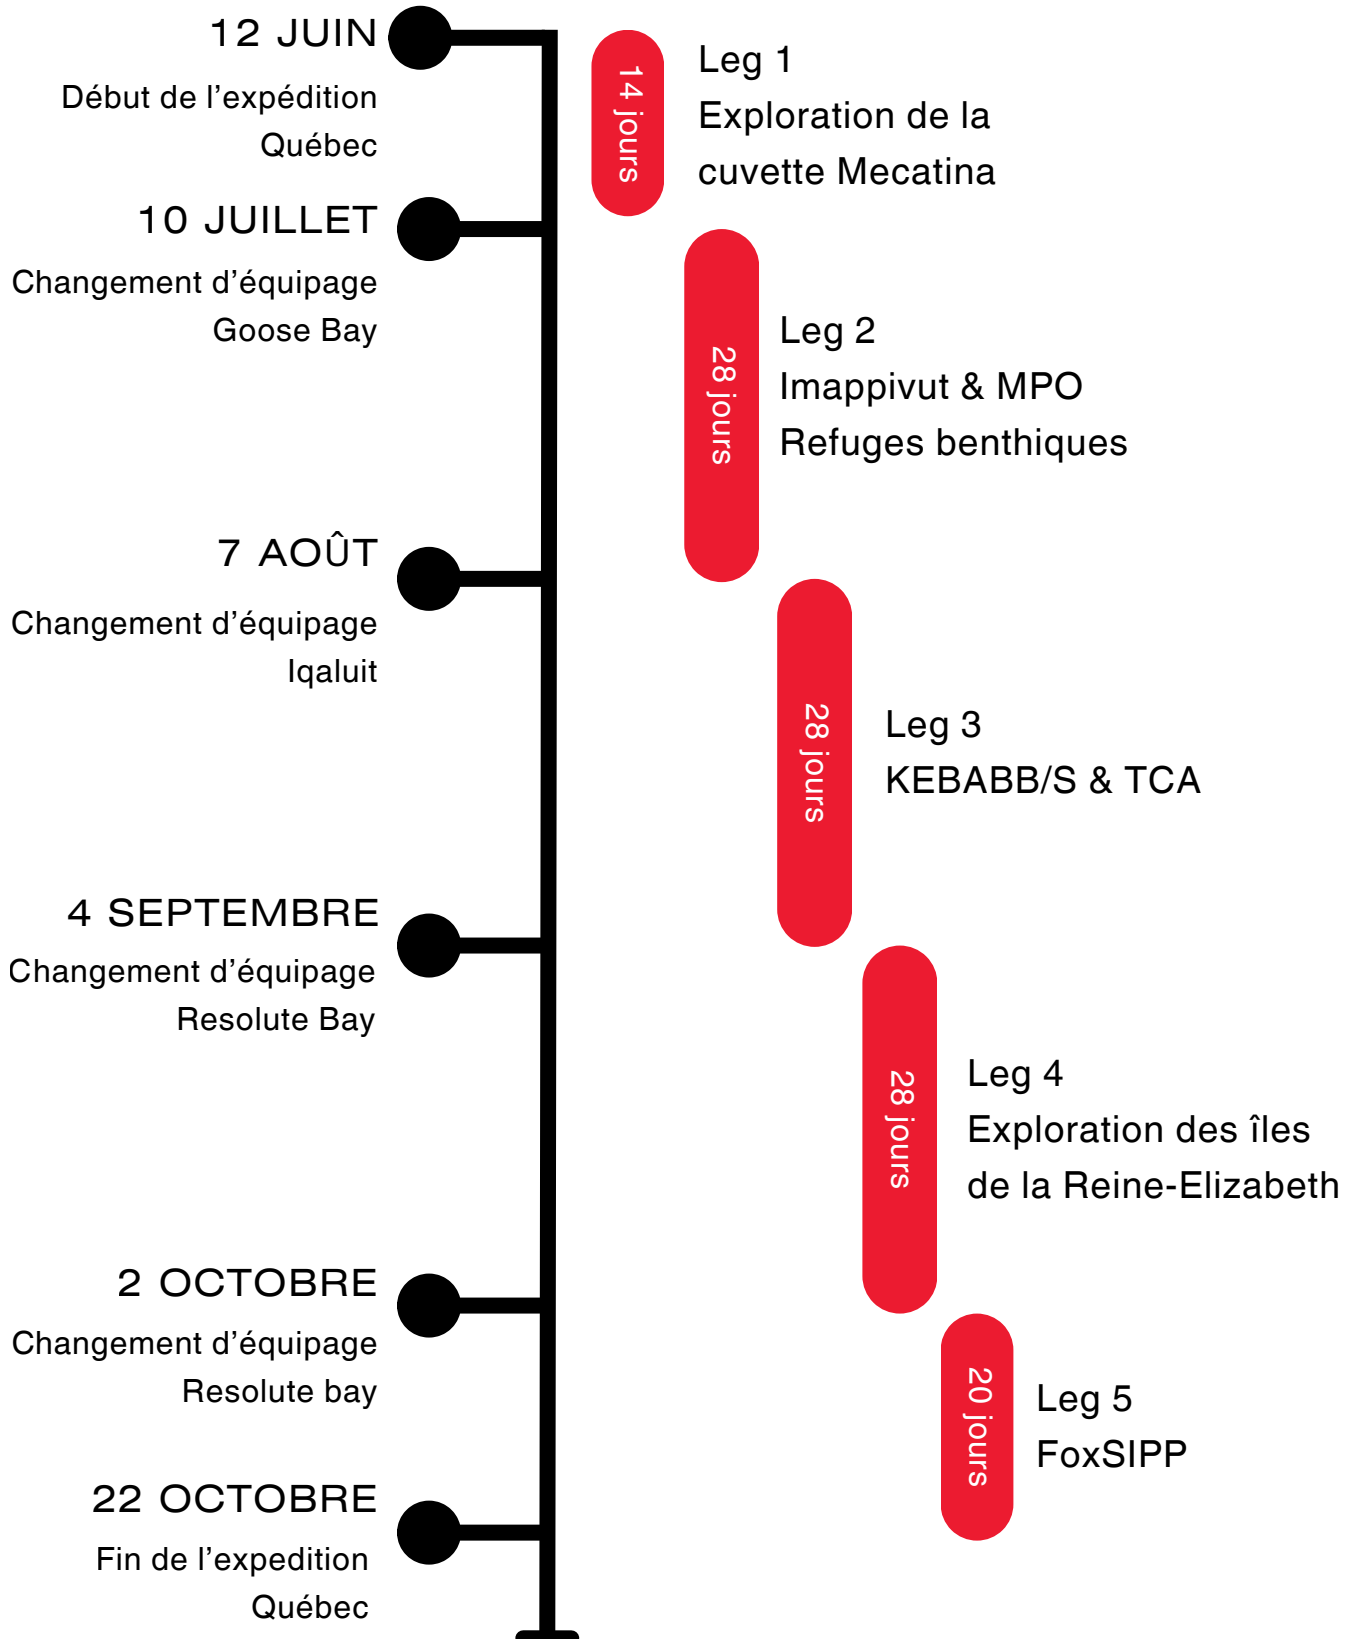 12 JUIN
Début de l’expédition
Québec
14 jours
Leg 1
Exploration de la
cuvette Mecatina
10 JUILLET
Changement d’équipage
Goose Bay
28 jours
Leg 2
Imappivut & MPO
Refuges benthiques
7 AOÛT
Changement d’équipage
Iqaluit
28 jours
Leg 3
KEBABB/S & TCA
4 SEPTEMBRE
Changement d’équipage
Resolute Bay
28 jours
Leg 4
Exploration des îles
de la Reine-Elizabeth
2 OCTOBRE
Changement d’équipage
Resolute bay
20 jours
Leg 5
FoxSIPP
22 OCTOBRE
Fin de l’expedition
Québec